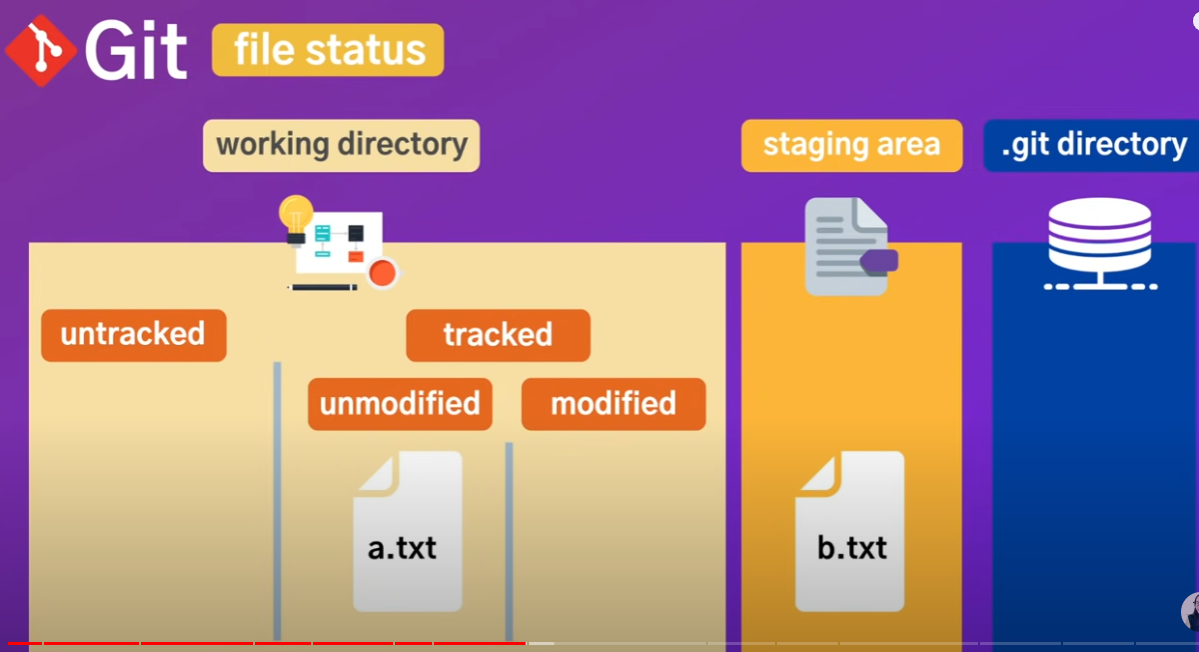 Git file status
working directory
staging area
.git directory
untracked
tracked
unmodified
modified
a.txt
b.txt